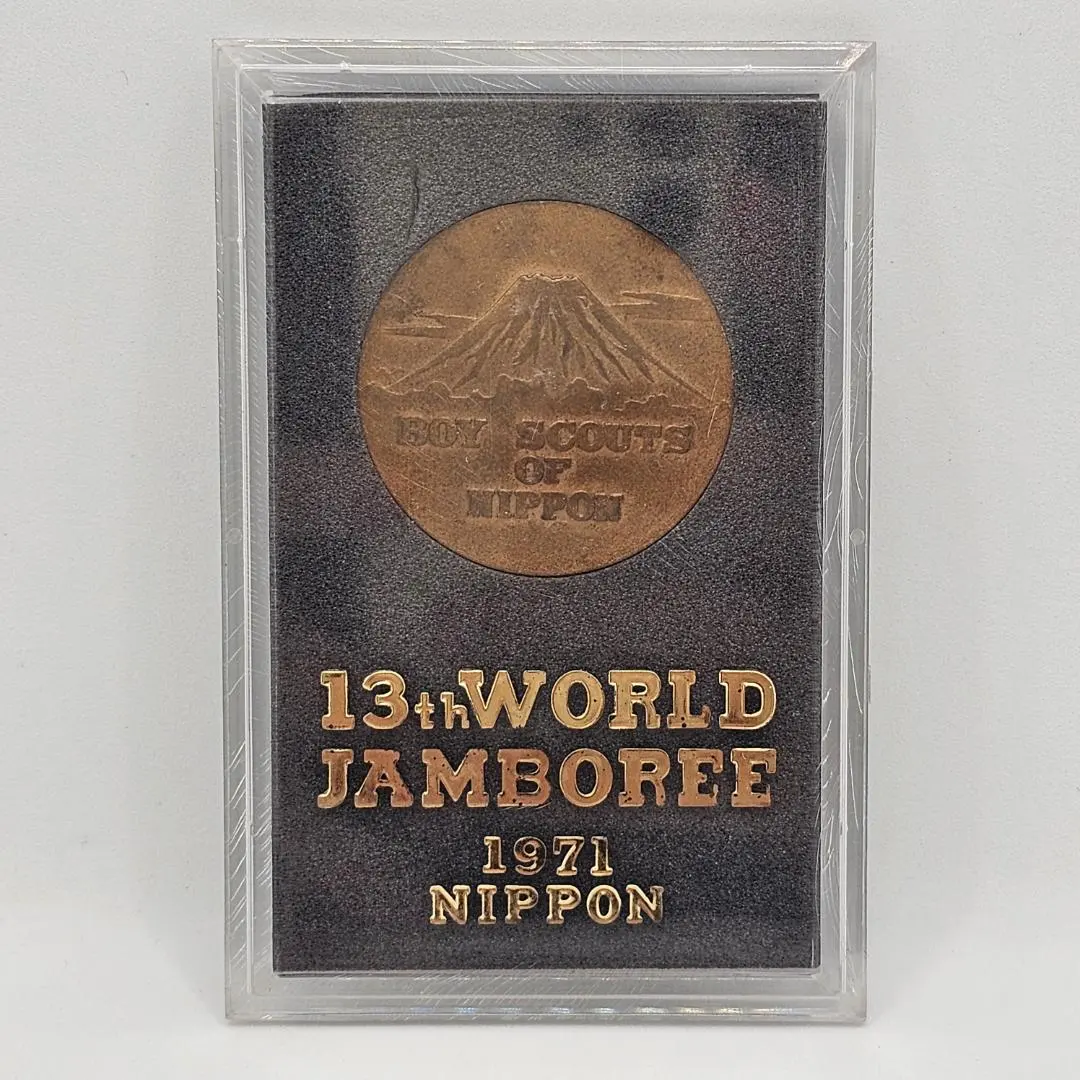 BOY SCOUTS
OF
NIPPON
13th WORLD
JAMBOREE
1971
NIPPON